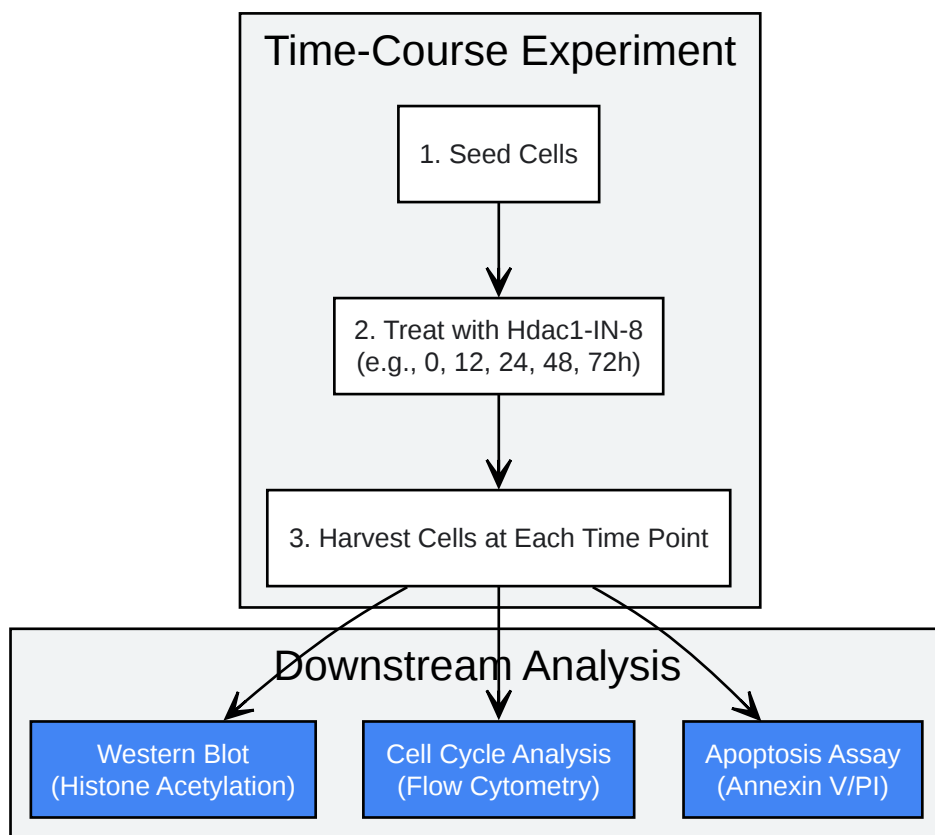 Time-Course Experiment
1. Seed Cells
2. Treat with Hdac1-IN-8
(e.g., 0, 12, 24, 48, 72h)
3. Harvest Cells at Each Time Point
Downstream Analysis
Western Blot
(Histone Acetylation)
Cell Cycle Analysis
(Flow Cytometry)
Apoptosis Assay
(Annexin V/PI)